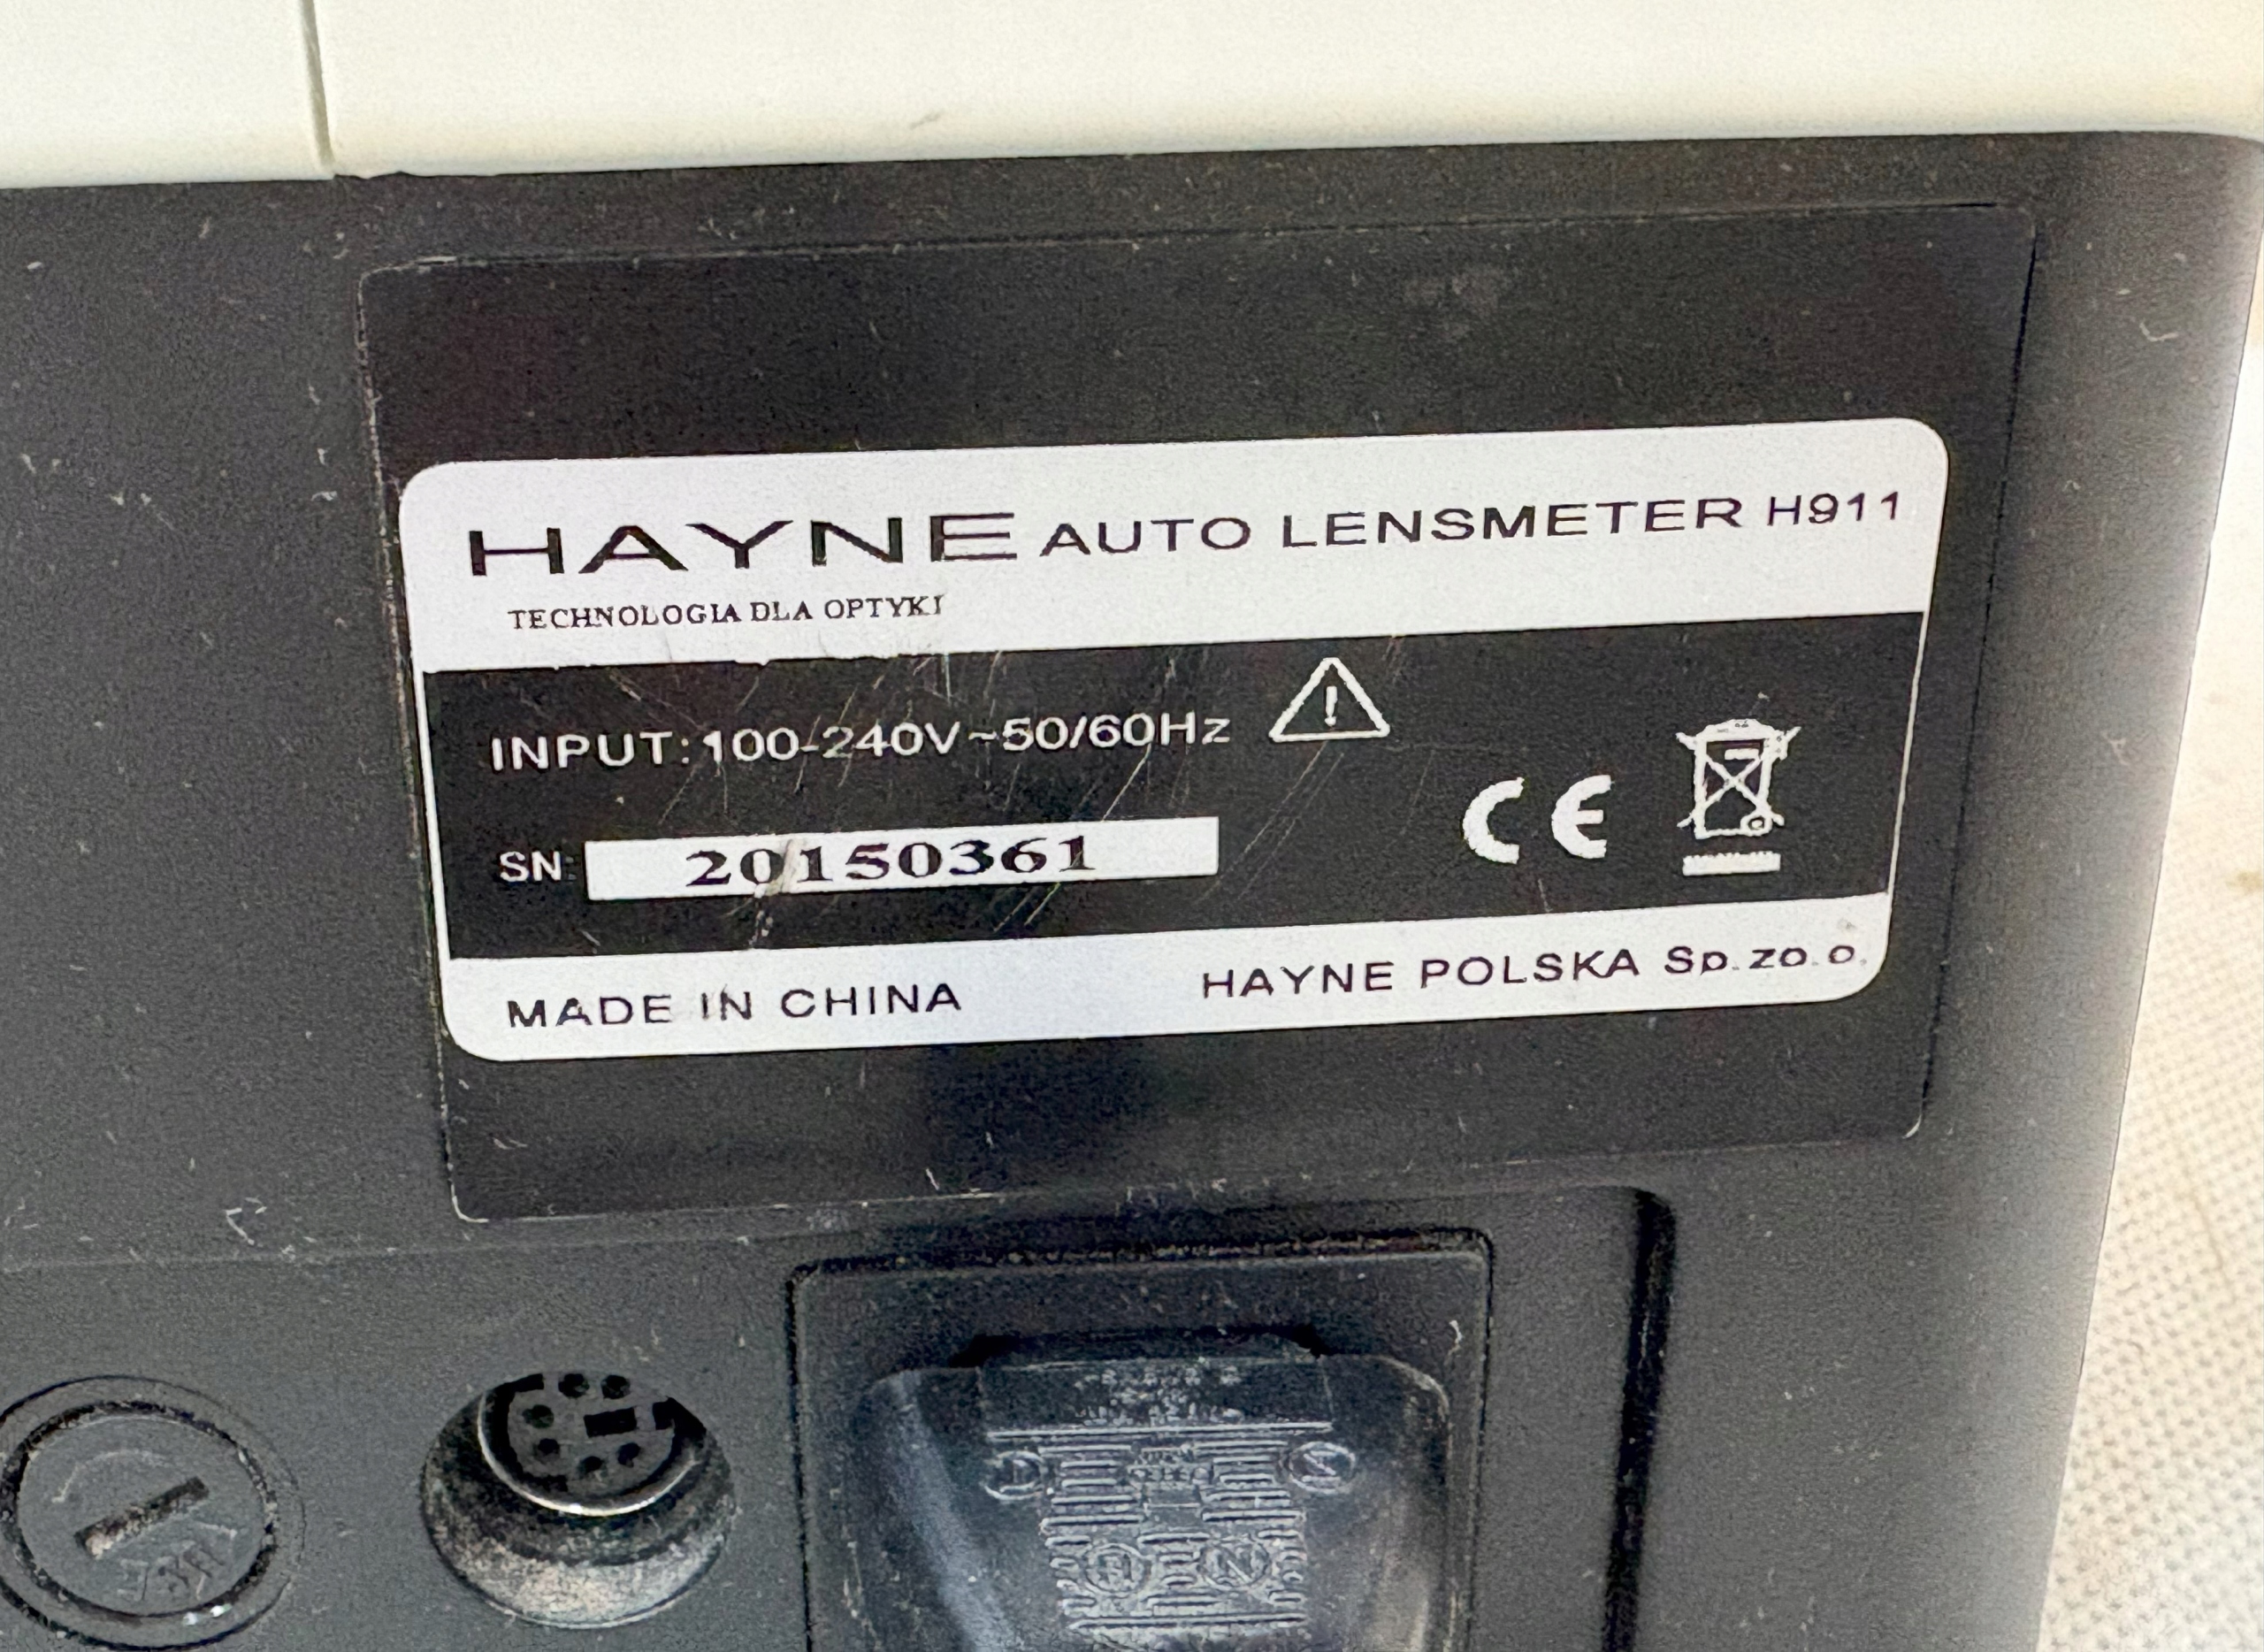 HAYNE AUTO LENSMETER H911
TECHNOLOGIA DLA OPTYKI
INPUT:100-240V~50/60Hz
SN: 20150361
CE
MADE IN CHINA
HAYNE POLSKA Sp. zo. o.